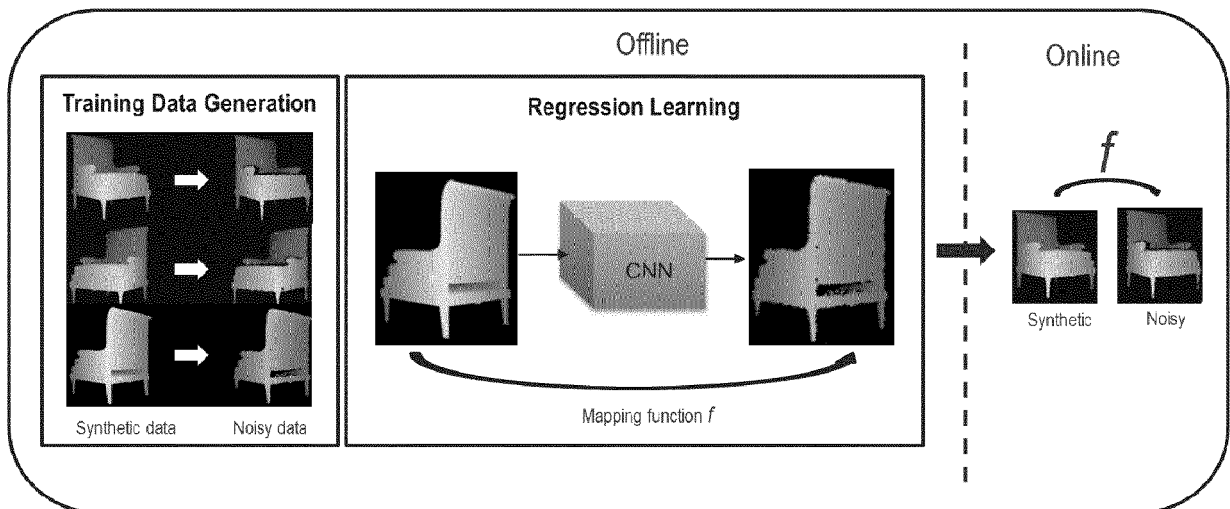 Offline
Online
Training Data Generation
Regression Learning
f
CNN
Synthetic
Noisy
Mapping function f
Synthetic data
Noisy data